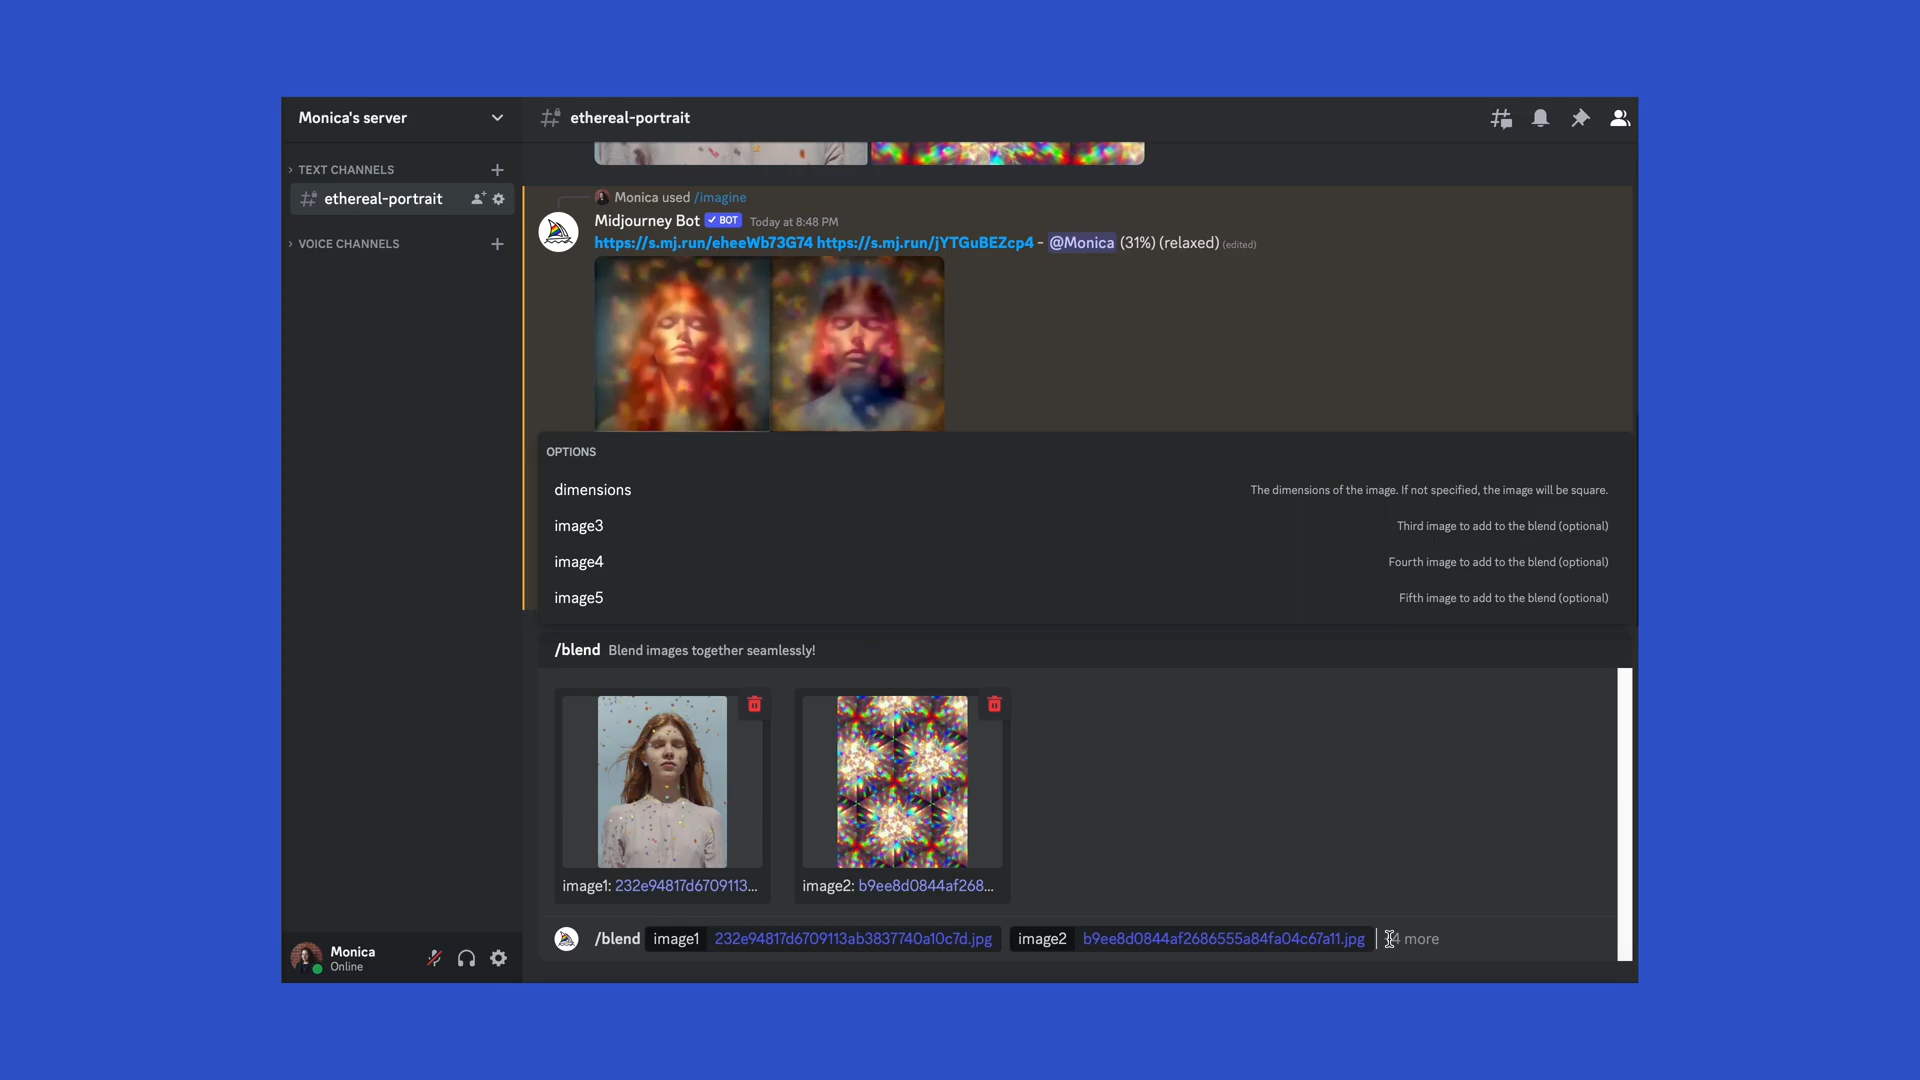 Monica's server
ethereal-portrait
TEXT CHANNELS
ethereal-portrait
VOICE CHANNELS
Monica used /imagine
Midjourney Bot ✓ BOT Today at 8:48 PM
https://s.mj.run/eheeWb73G74 https://s.mj.run/jYTGuBEZcp4 - @Monica (31%) (relaxed) (edited)
OPTIONS
dimensions The dimensions of the image. If not specified, the image will be square.
image3 Third image to add to the blend (optional)
image4 Fourth image to add to the blend (optional)
image5 Fifth image to add to the blend (optional)
/blend Blend images together seamlessly!
image1: 232e94817d6709113...
image2: b9ee8d0844af268...
/blend image1 232e94817d6709113ab3837740a10c7d.jpg image2 b9ee8d0844af2686555a84fa04c67a11.jpg 4 more
Monica
Online